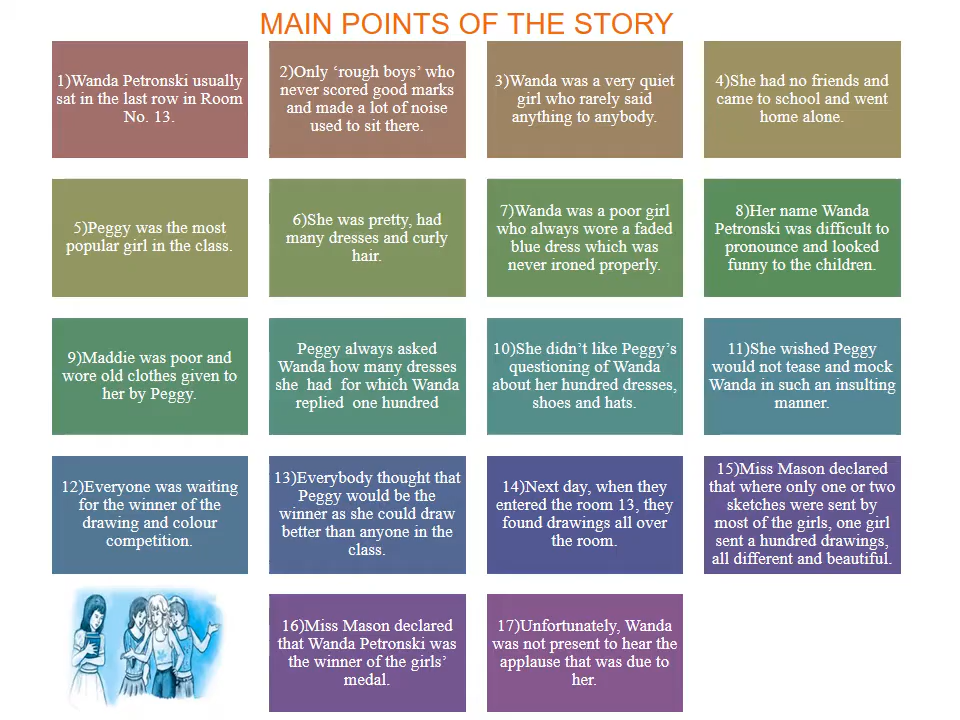 MAIN POINTS OF THE STORY
1)Wanda Petronski usually
sat in the last row in Room
No. 13.
2)Only ‘rough boys’ who
never scored good marks
and made a lot of noise
used to sit there.
3)Wanda was a very quiet
girl who rarely said
anything to anybody.
4)She had no friends and
came to school and went
home alone.
5)Peggy was the most
popular girl in the class.
6)She was pretty, had
many dresses and curly
hair.
7)Wanda was a poor girl
who always wore a faded
blue dress which was
never ironed properly.
8)Her name Wanda
Petronski was difficult to
pronounce and looked
funny to the children.
9)Maddie was poor and
wore old clothes given to
her by Peggy.
Peggy always asked
Wanda how many dresses
she had for which Wanda
replied one hundred
10)She didn’t like Peggy’s
questioning of Wanda
about her hundred dresses,
shoes and hats.
11)She wished Peggy
would not tease and mock
Wanda in such an insulting
manner.
12)Everyone was waiting
for the winner of the
drawing and colour
competition.
13)Everybody thought that
Peggy would be the
winner as she could draw
better than anyone in the
class.
14)Next day, when they
entered the room 13, they
found drawings all over
the room.
15)Miss Mason declared
that where only one or two
sketches were sent by
most of the girls, one girl
sent a hundred drawings,
all different and beautiful.
16)Miss Mason declared
that Wanda Petronski was
the winner of the girls’
medal.
17)Unfortunately, Wanda
was not present to hear the
applause that was due to
her.